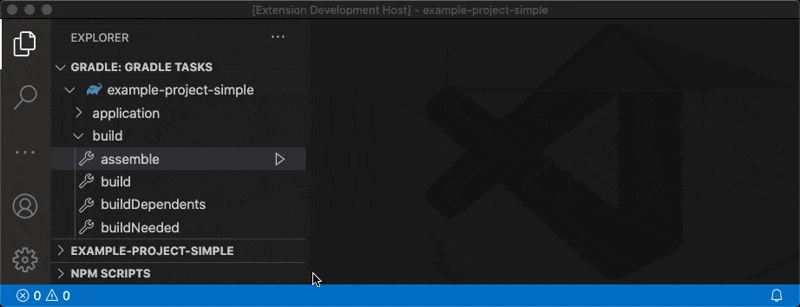 [Extension Development Host] - example-project-simple
EXPLORER
GRADLE: GRADLE TASKS
example-project-simple
application
build
assemble
build
buildDependents
buildNeeded
EXAMPLE-PROJECT-SIMPLE
NPM SCRIPTS
0 0